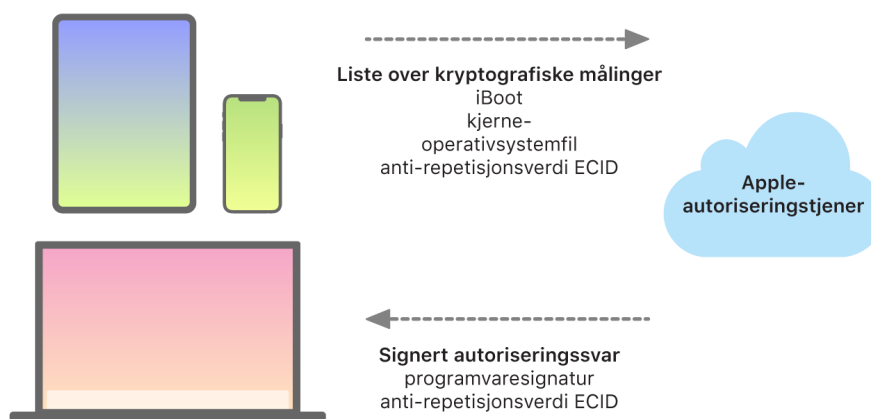 Liste over kryptografiske målinger
iBoot
kjerne-
operativsystemfil
anti-repetisjonsverdi ECID
Apple-
autoriseringstjener
Signert autoriseringssvar
programvaresignatur
anti-repetisjonsverdi ECID